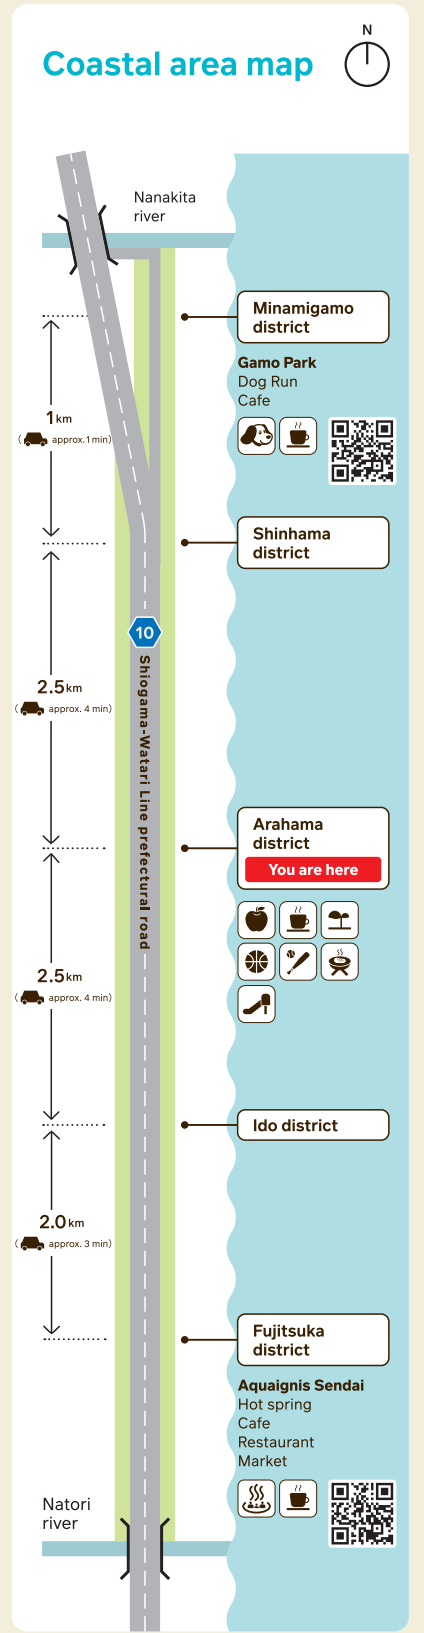 Coastal area map
N
Nanakita
river
Minamigamo
district
Gamo Park
Dog Run
Cafe
1km
( approx.1 min)
Shinhama
district
10
Shiogama-Watari Line prefectural road
2.5km
( approx. 4 min)
Arahama
district
You are here
2.5km
( approx. 4 min)
Ido district
2.0km
( approx. 3 min)
Fujitsuka
district
Aquaignis Sendai
Hot spring
Cafe
Restaurant
Market
Natori
river